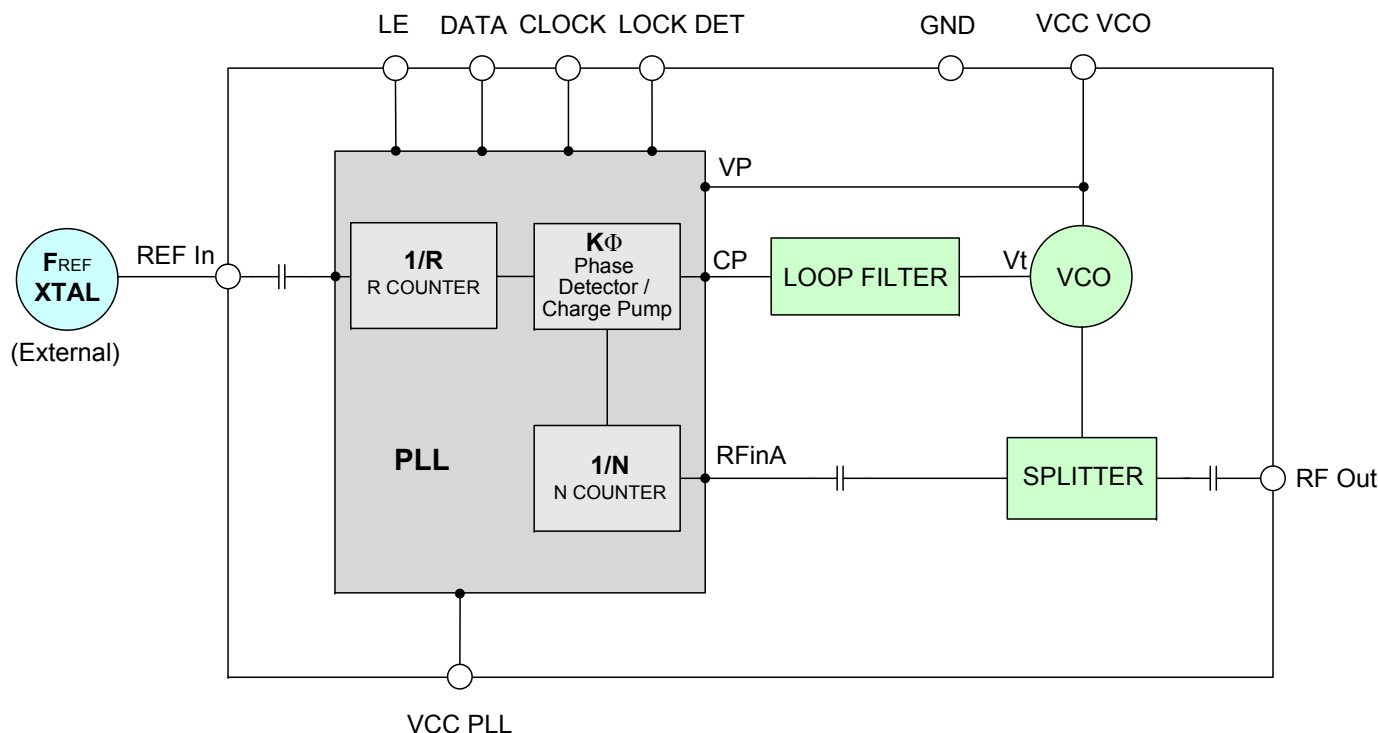 LE
DATA
CLOCK
LOCK DET
GND
VCC VCO
VP
FREF
XTAL
(External)
REF In
1/R
R COUNTER
KΦ
Phase
Detector /
Charge Pump
CP
LOOP FILTER
Vt
VCO
PLL
1/N
N COUNTER
RFinA
SPLITTER
RF Out
VCC PLL